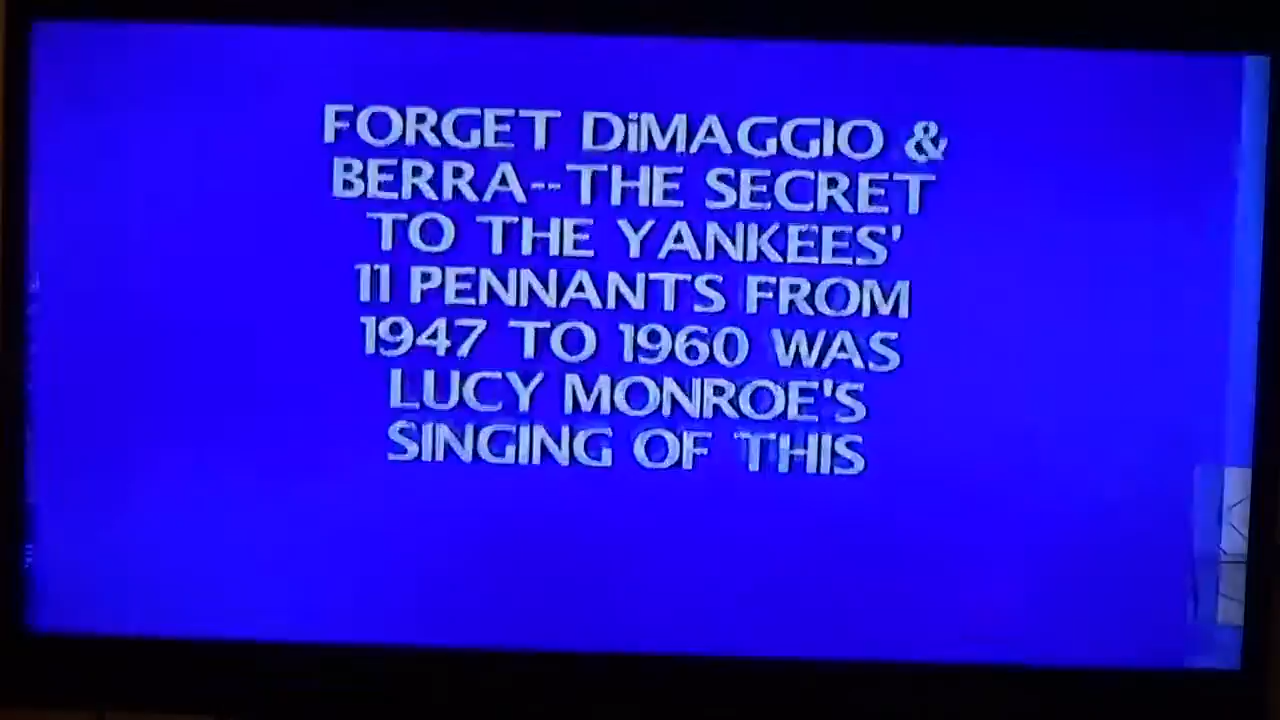 FORGET DiMAGGIO &
BERRA--THE SECRET
TO THE YANKEES'
11 PENNANTS FROM
1947 TO 1960 WAS
LUCY MONROE'S
SINGING OF THIS